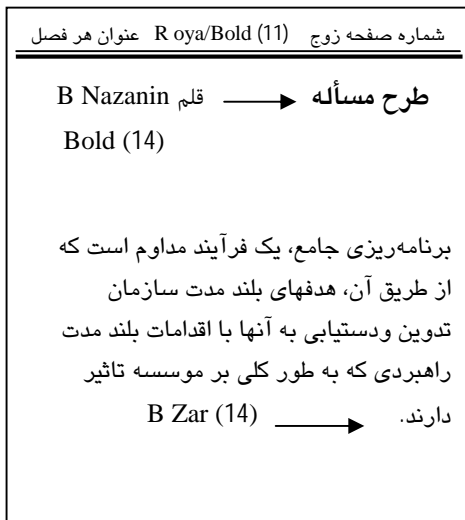 شماره صفحه زوج R oya/Bold (11) عنوان هر فصل
طرح مسأله قلم B Nazanin
Bold (14)
برنامه‌ریزی جامع، یک فرآیند مداوم است که
از طریق آن، هدفهای بلند مدت سازمان
تدوین ودستیابی به آنها با اقدامات بلند مدت
راهبردی که به طور کلی بر موسسه تاثیر
دارند. B Zar (14)